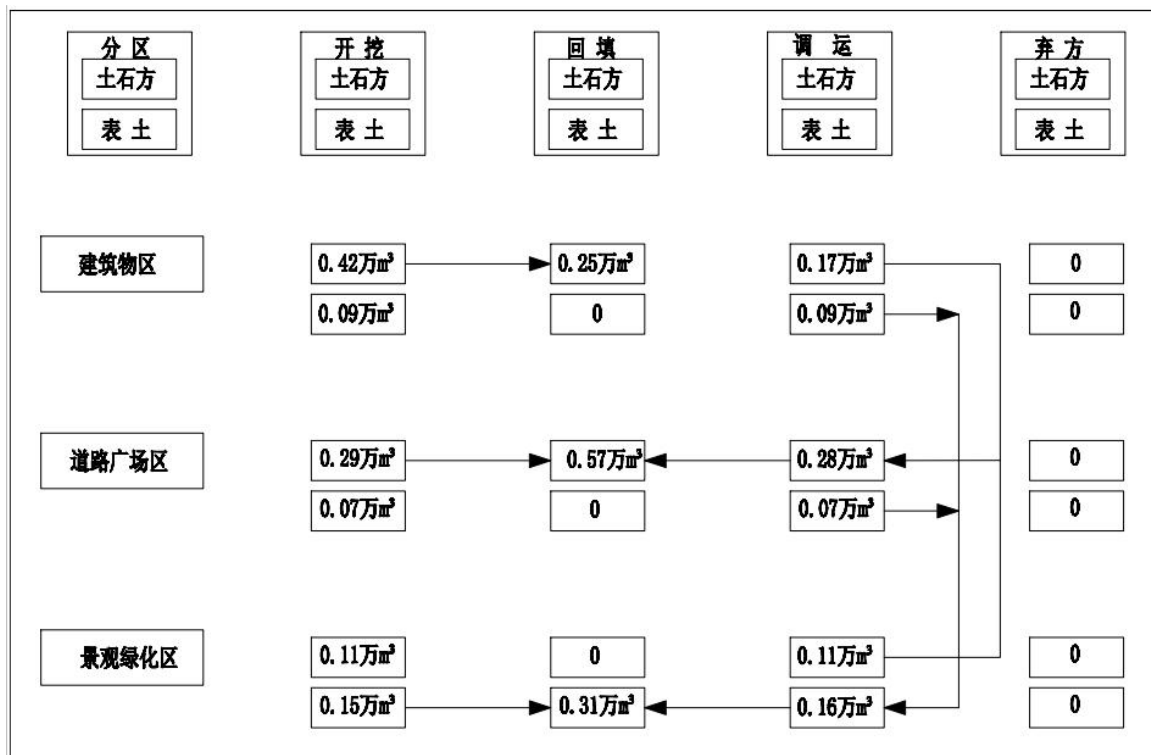 分区 开挖 回填 调运 弃方
土石方 土石方 土石方 土石方 土石方
表土 表土 表土 表土 表土
建筑物区 0.42万m³ 0.25万m³ 0.17万m³ 0
0.09万m³ 0 0.09万m³ 0
道路广场区 0.29万m³ 0.57万m³ 0.28万m³ 0
0.07万m³ 0 0.07万m³ 0
景观绿化区 0.11万m³ 0 0.11万m³ 0
0.15万m³ 0.31万m³ 0.16万m³ 0